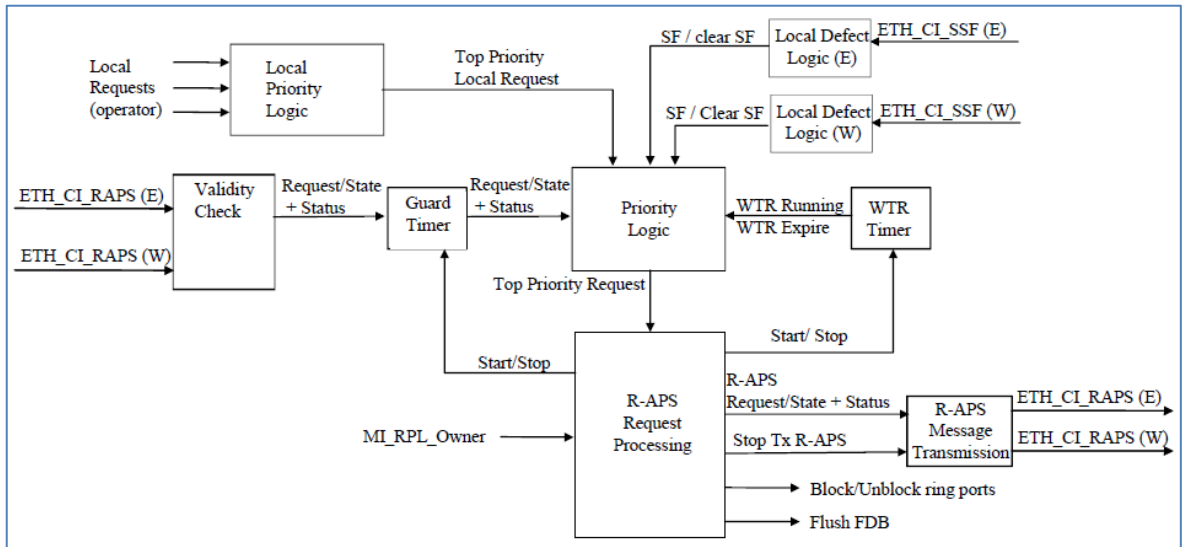 Local
Requests
(operator)
Local
Priority
Logic
Top Priority
Local Request
SF / clear SF
Local Defect
Logic (E)
ETH_CI_SSF (E)
SF / Clear SF
Local Defect
Logic (W)
ETH_CI_SSF (W)
ETH_CI_RAPS (E)
ETH_CI_RAPS (W)
Validity
Check
Request/State
+ Status
Guard
Timer
Request/State
+ Status
Priority
Logic
WTR Running
WTR Expire
WTR
Timer
Top Priority Request
Start/Stop
Start/ Stop
MI_RPL_Owner
R-APS
Request
Processing
R-APS
Request/State + Status
Stop Tx R-APS
R-APS
Message
Transmission
ETH_CI_RAPS (E)
ETH_CI_RAPS (W)
Block/Unblock ring ports
Flush FDB